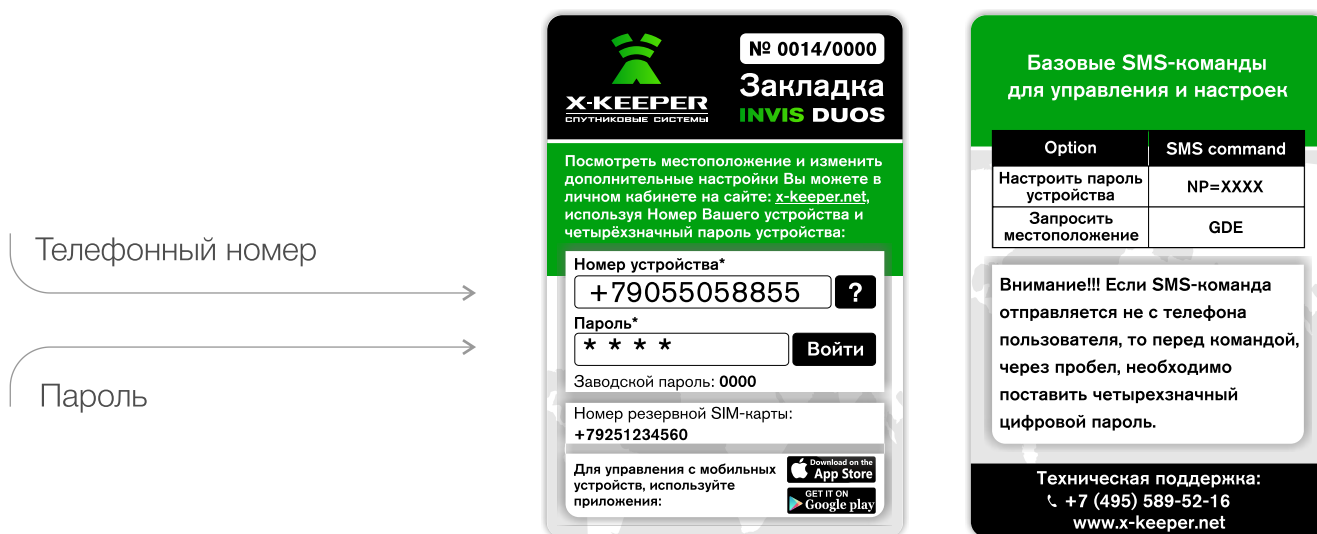 Телефонный номер
Пароль
X-KEEPER
СПУТНИКОВЫЕ СИСТЕМЫ
№ 0014/0000
Закладка
INVIS DUOS
Посмотреть местоположение и изменить
дополнительные настройки Вы можете в
личном кабинете на сайте: x-keeper.net,
используя Номер Вашего устройства и
четырёхзначный пароль устройства:
Номер устройства*
+79055058855 ?
Пароль*
* * * * Войти
Заводской пароль: 0000
Номер резервной SIM-карты:
+79251234560
Для управления с мобильных
устройств, используйте
приложения:
Download on the
App Store
GET IT ON
Google play
Базовые SMS-команды
для управления и настроек
Option SMS command
Настроить пароль
устройства
NP=XXXX
Запросить
местоположение
GDE
Внимание!!! Если SMS-команда
отправляется не с телефона
пользователя, то перед командой,
через пробел, необходимо
поставить четырехзначный
цифровой пароль.
Техническая поддержка:
+7 (495) 589-52-16
www.x-keeper.net